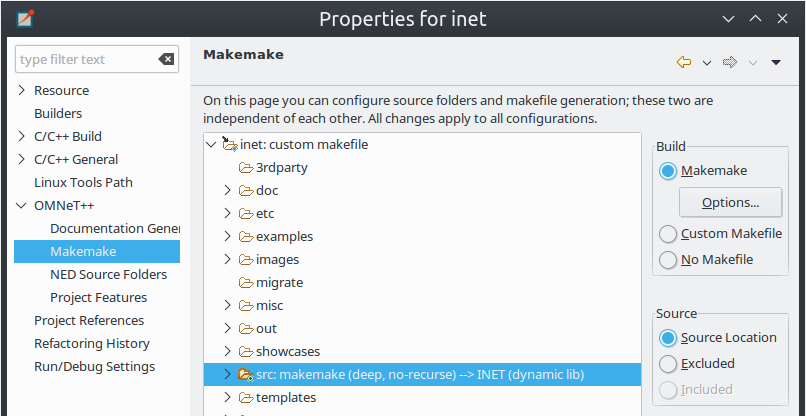 Properties for inet
type filter text
Resource
Builders
C/C++ Build
C/C++ General
Linux Tools Path
OMNeT++
Documentation Gener
Makemake
NED Source Folders
Project Features
Project References
Refactoring History
Run/Debug Settings
Makemake
On this page you can configure source folders and makefile generation; these two are
independent of each other. All changes apply to all configurations.
inet: custom makefile
3rdparty
doc
etc
examples
images
migrate
misc
out
showcases
src: makemake (deep, no-recurse) --> INET (dynamic lib)
templates
Build
Makemake
Options...
Custom Makefile
No Makefile
Source
Source Location
Excluded
Included